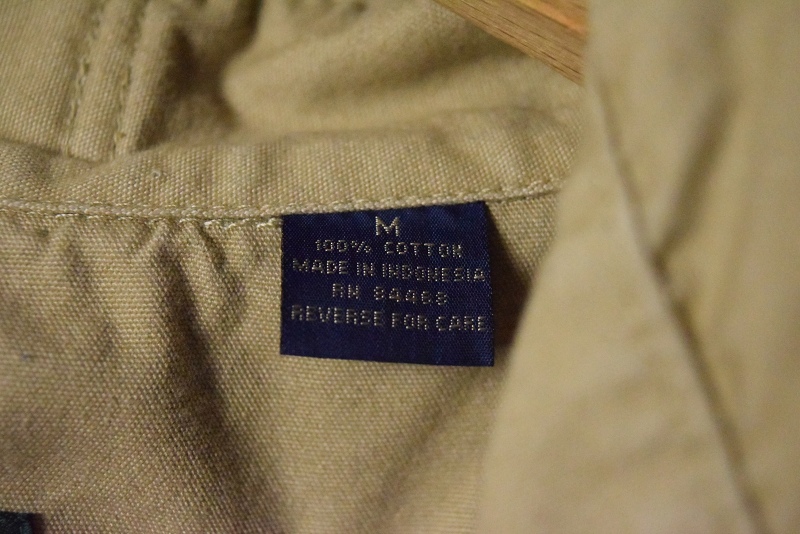 M
100% COTTON
MADE IN INDONESIA
RN 84468
REVERSE FOR CARE